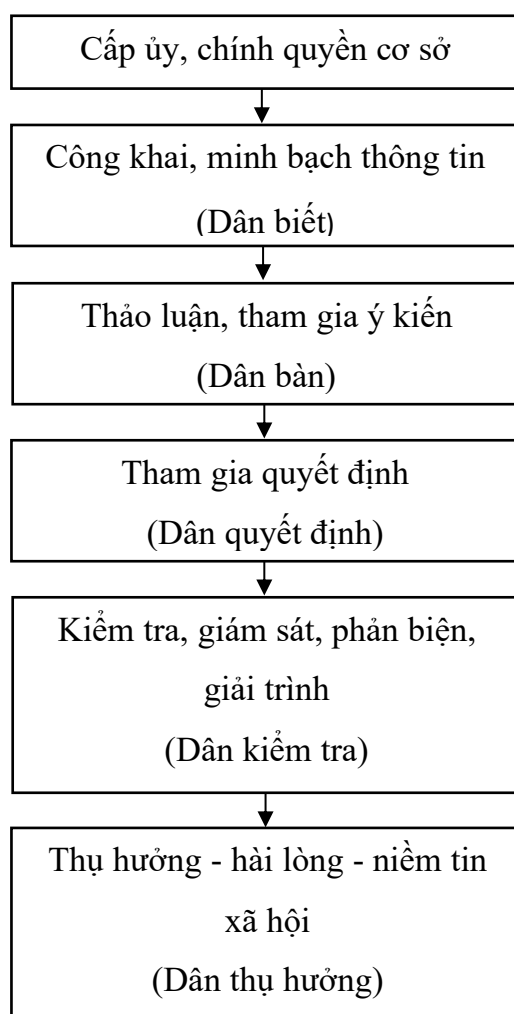 Cấp ủy, chính quyền cơ sở
Công khai, minh bạch thông tin
(Dân biết)
Thảo luận, tham gia ý kiến
(Dân bàn)
Tham gia quyết định
(Dân quyết định)
Kiểm tra, giám sát, phản biện,
giải trình
(Dân kiểm tra)
Thụ hưởng - hài lòng - niềm tin
xã hội
(Dân thụ hưởng)